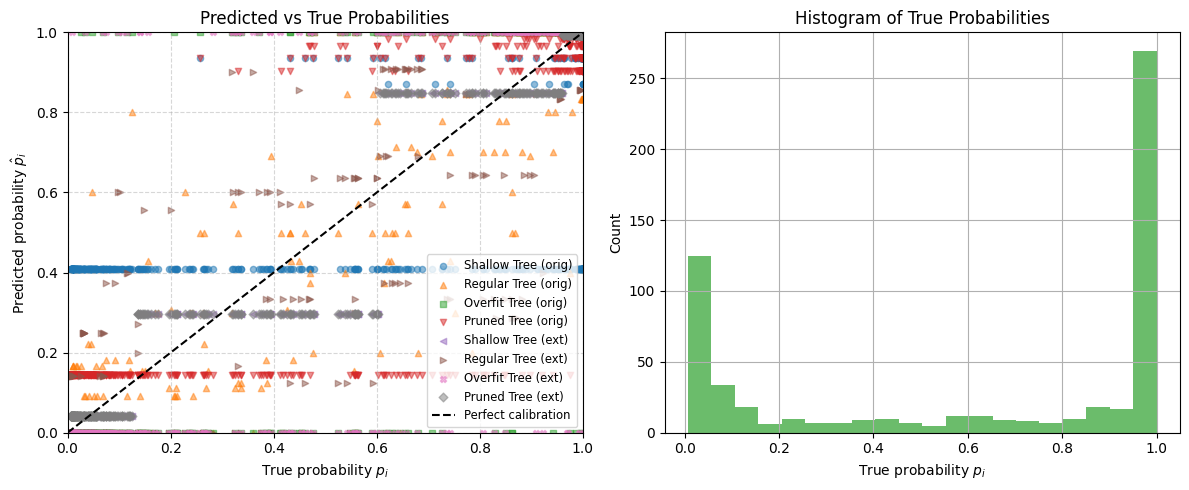 Predicted vs True Probabilities
Predicted probability p̂_i
1.0
0.8
0.6
0.4
0.2
0.0
Shallow Tree (orig)
Regular Tree (orig)
Overfit Tree (orig)
Pruned Tree (orig)
Shallow Tree (ext)
Regular Tree (ext)
Overfit Tree (ext)
Pruned Tree (ext)
Perfect calibration
0.0 0.2 0.4 0.6 0.8 1.0
True probability p_i
Histogram of True Probabilities
Count
250
200
150
100
50
0
0.0 0.2 0.4 0.6 0.8 1.0
True probability p_i